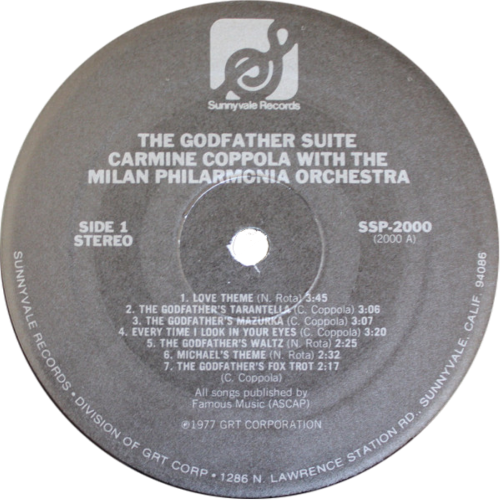 Sunnyvale Records
THE GODFATHER SUITE
CARMINE COPPOLA WITH THE
MILAN PHILARMONIA ORCHESTRA
SIDE 1
STEREO
SSP-2000
(2000 A)
1. LOVE THEME (N. Rota) 3:45
2. THE GODFATHER'S TARANTELLA (C. Coppola) 3:06
3. THE GODFATHER'S MAZURKA (C. Coppola) 3:07
4. EVERY TIME I LOOK IN YOUR EYES (C. Coppola) 3:20
5. THE GODFATHER'S WALTZ (N. Rota) 2:25
6. MICHAEL'S THEME (N. Rota) 2:32
7. THE GODFATHER'S FOX TROT 2:17
(C. Coppola)
All songs published by
Famous Music (ASCAP)
℗1977 GRT CORPORATION
SUNNYVALE RECORDS • DIVISION OF GRT CORP • 1286 N. LAWRENCE STATION RD., SUNNYVALE, CALIF. 94086